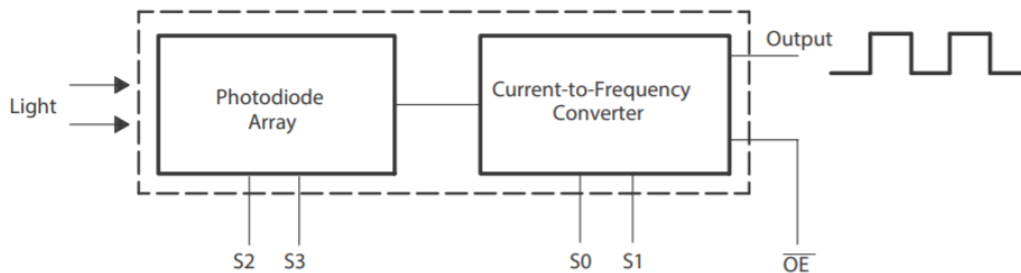 Light
Photodiode
Array
Current-to-Frequency
Converter
Output
S2
S3
S0
S1
OE